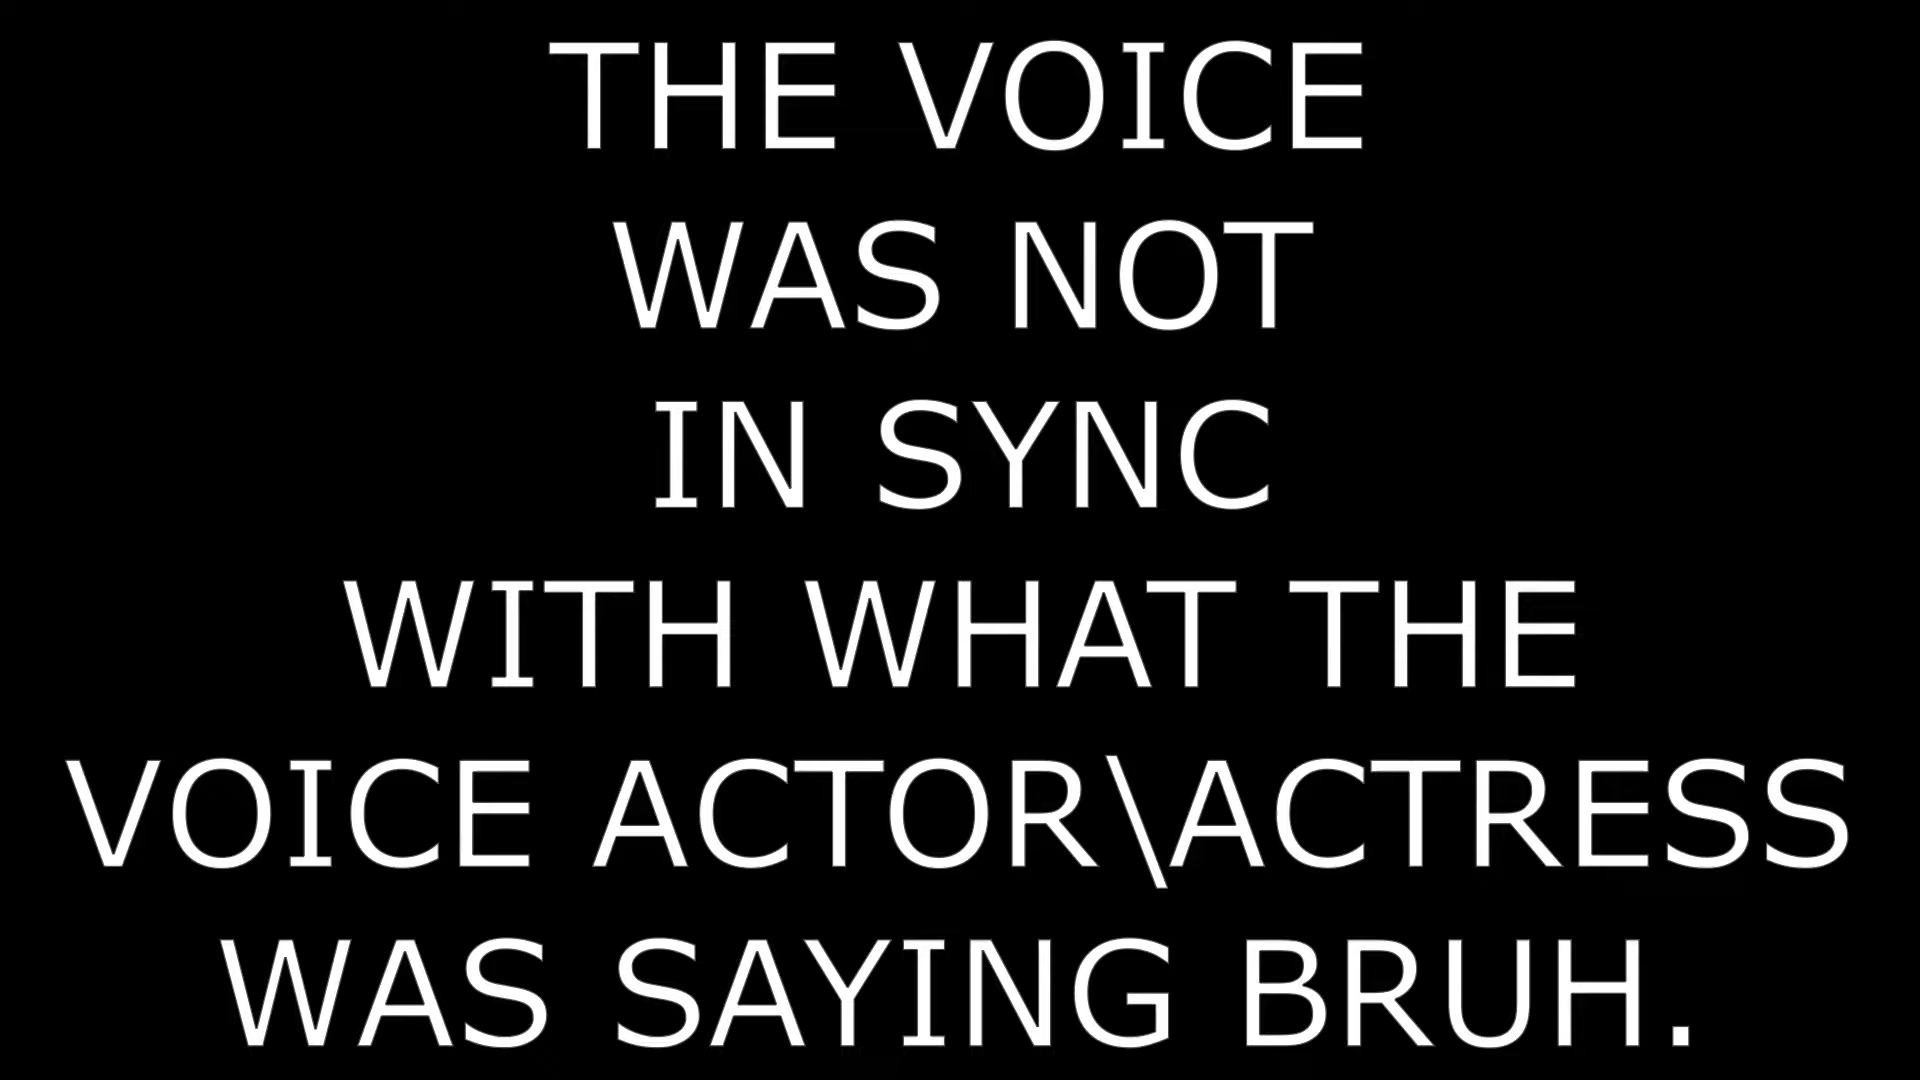 THE VOICE
WAS NOT
IN SYNC
WITH WHAT THE
VOICE ACTOR\ACTRESS
WAS SAYING BRUH.